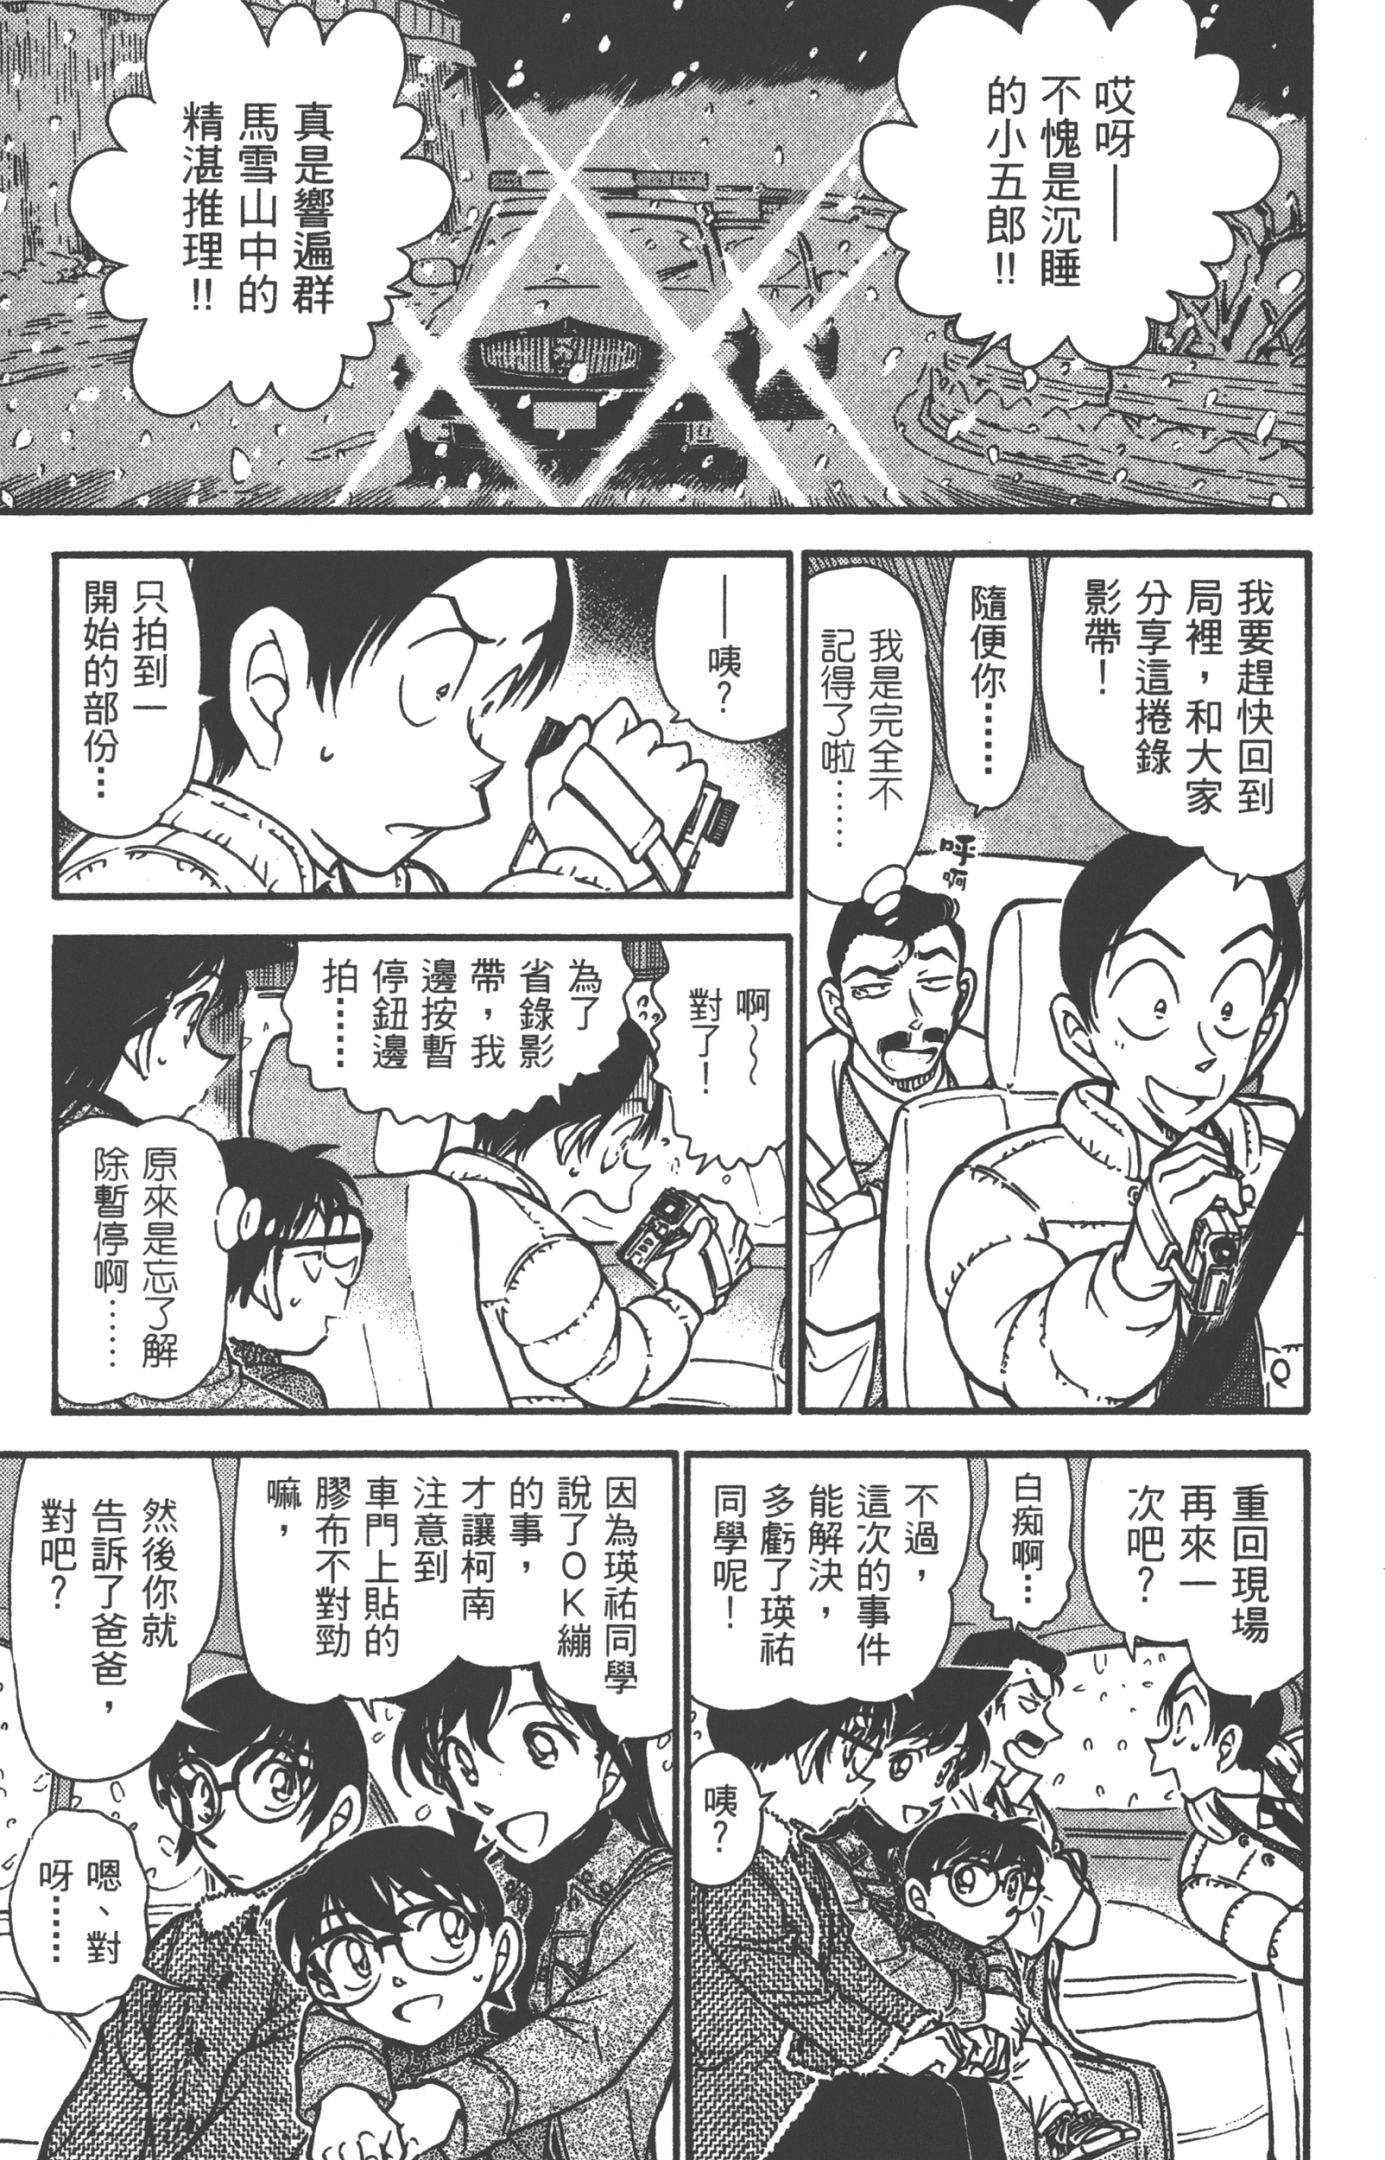 哎呀——
不愧是沉睡
的小五郎!!
真是響遍群
馬雪山中的
精湛推理!!
我要趕快回到
局裡，和大家
分享這捲錄
影帶！
隨便你……
我是完全不
記得了啦……
呼
啊
——咦？
只拍到一
開始的部份…
啊～
對了！
為了
省錄影
帶，我
邊按暫
停鈕邊
拍……
原來是忘了解
除暫停啊……
重回現場
再來一
次吧？
白痴啊…
不過，
這次的事件
能解決，
多虧了瑛祐
同學呢！
咦？
因為瑛祐同學
說了OK繃
的事，
才讓柯南
注意到
車門上貼的
膠布不對勁
嘛，
然後你就
告訴了爸爸，
對吧？
嗯、對
呀……